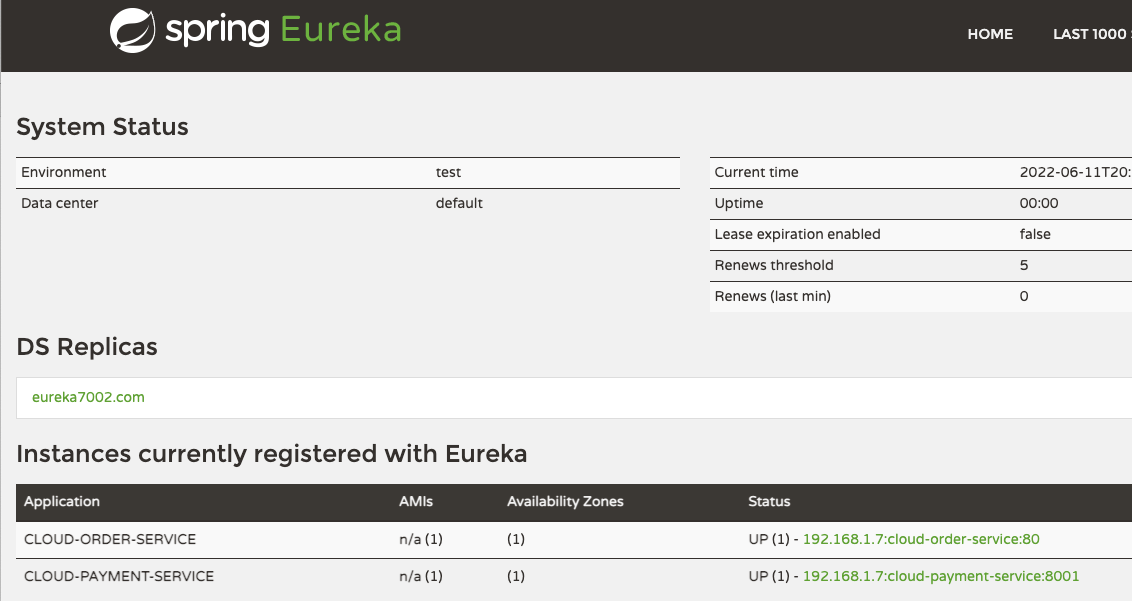 spring Eureka
HOME LAST 1000
System Status
Environment test
Data center default
Current time 2022-06-11T20:
Uptime 00:00
Lease expiration enabled false
Renews threshold 5
Renews (last min) 0
DS Replicas
eureka7002.com
Instances currently registered with Eureka
Application AMIs Availability Zones Status
CLOUD-ORDER-SERVICE n/a (1) (1) UP (1) - 192.168.1.7:cloud-order-service:80
CLOUD-PAYMENT-SERVICE n/a (1) (1) UP (1) - 192.168.1.7:cloud-payment-service:8001